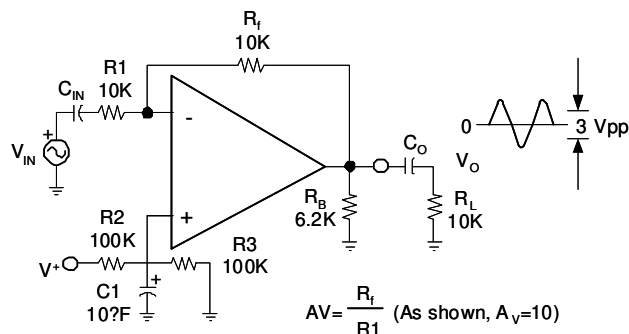 Rf
10K
R1
10K
CIN
+
VIN
-
+
R2
100K
V+
R3
100K
C1
+
10?F
RB
6.2K
CO
RL
10K
0
3 Vpp
VO
AV= Rf
R1
(As shown, AV=10)